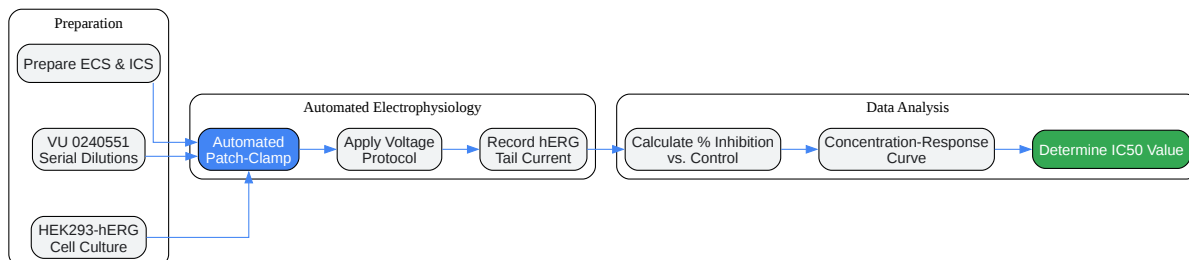 Preparation
Prepare ECS & ICS
VU 0240551
Serial Dilutions
HEK293-hERG
Cell Culture
Automated Electrophysiology
Automated
Patch-Clamp
Apply Voltage
Protocol
Record hERG
Tail Current
Data Analysis
Calculate % Inhibition
vs. Control
Concentration-Response
Curve
Determine IC50 Value